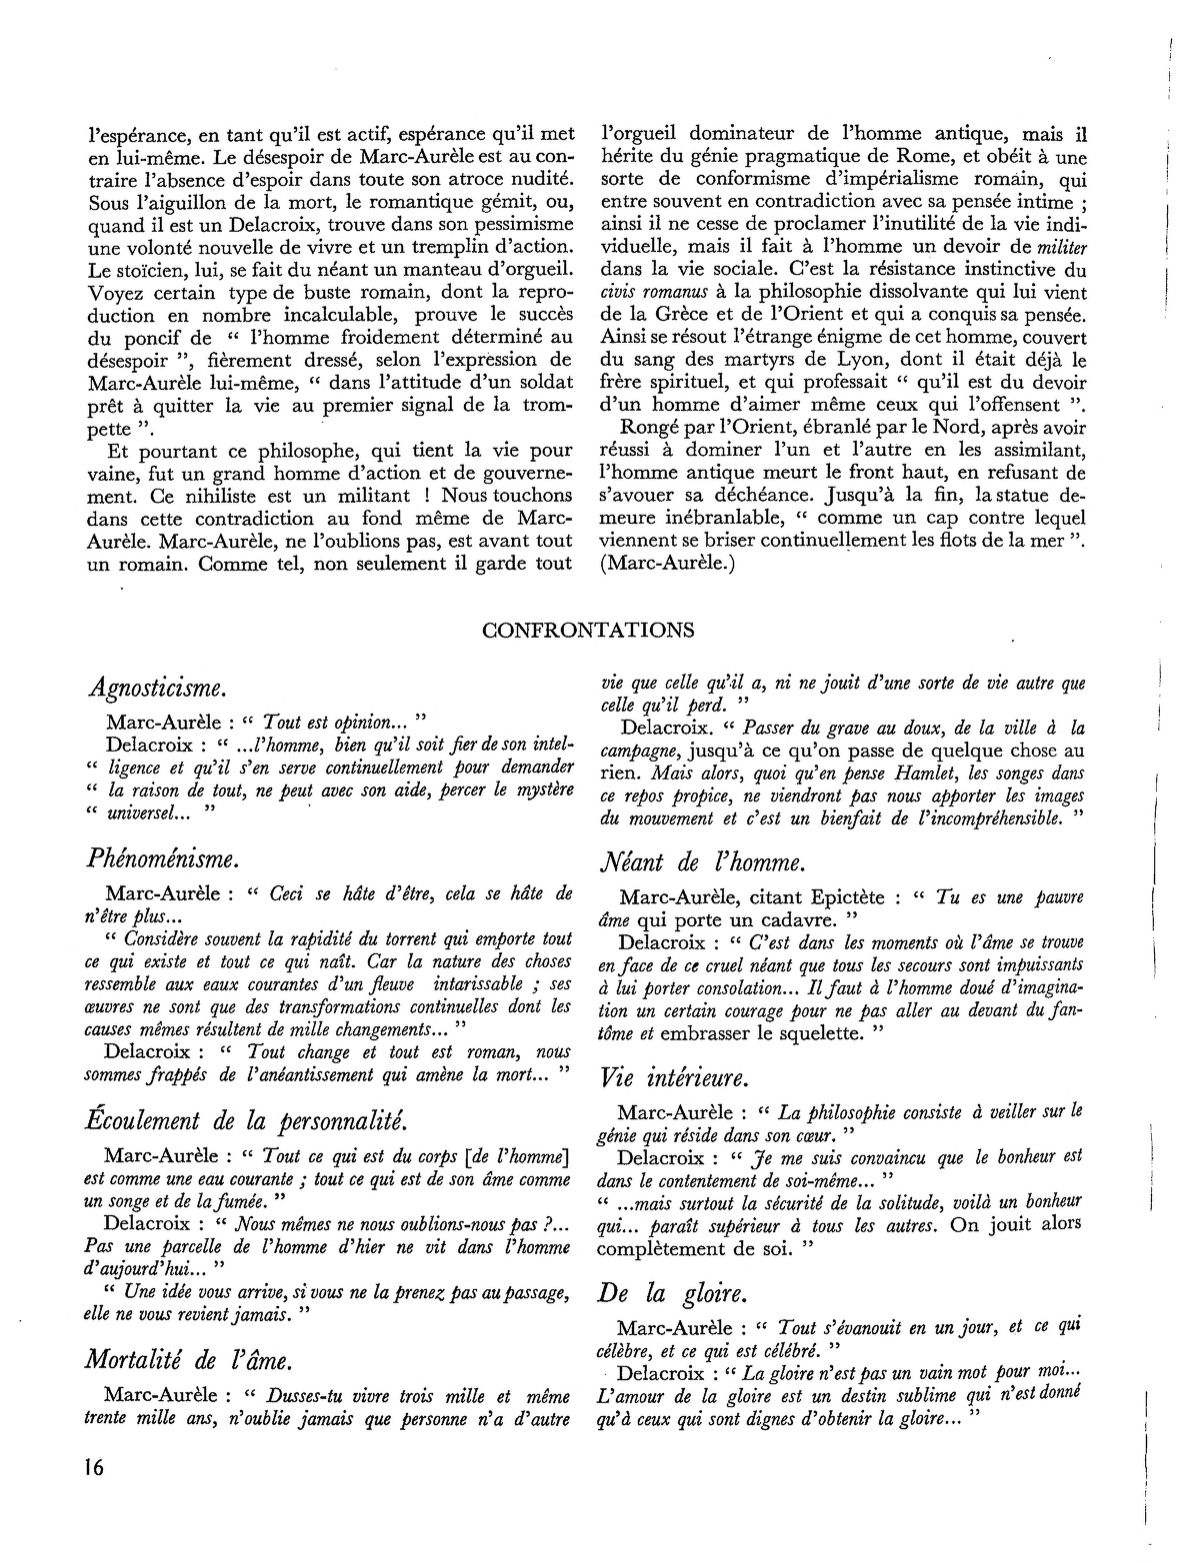 l'espérance, en tant qu'il est actif, espérance qu'il met
en lui-même. Le désespoir de Marc-Aurèle est au con-
traire l'absence d'espoir dans toute son atroce nudité.
Sous l'aiguillon de la mort, le romantique gémit, ou,
quand il est un Delacroix, trouve dans son pessimisme
une volonté nouvelle de vivre et un tremplin d'action.
Le stoïcien, lui, se fait du néant un manteau d'orgueil.
Voyez certain type de buste romain, dont la repro-
duction en nombre incalculable, prouve le succès
du poncif de “ l'homme froidement déterminé au
désespoir ”, fièrement dressé, selon l'expression de
Marc-Aurèle lui-même, “ dans l'attitude d'un soldat
prêt à quitter la vie au premier signal de la trom-
pette ”.
Et pourtant ce philosophe, qui tient la vie pour
vaine, fut un grand homme d'action et de gouverne-
ment. Ce nihiliste est un militant ! Nous touchons
dans cette contradiction au fond même de Marc-
Aurèle. Marc-Aurèle, ne l'oublions pas, est avant tout
un romain. Comme tel, non seulement il garde tout
l'orgueil dominateur de l'homme antique, mais il
hérite du génie pragmatique de Rome, et obéit à une
sorte de conformisme d'impérialisme romain, qui
entre souvent en contradiction avec sa pensée intime ;
ainsi il ne cesse de proclamer l'inutilité de la vie indi-
viduelle, mais il fait à l'homme un devoir de militer
dans la vie sociale. C'est la résistance instinctive du
civis romanus à la philosophie dissolvante qui lui vient
de la Grèce et de l'Orient et qui a conquis sa pensée.
Ainsi se résout l'étrange énigme de cet homme, couvert
du sang des martyrs de Lyon, dont il était déjà le
frère spirituel, et qui professait “ qu'il est du devoir
d'un homme d'aimer même ceux qui l'offensent ”.
Rongé par l'Orient, ébranlé par le Nord, après avoir
réussi à dominer l'un et l'autre en les assimilant,
l'homme antique meurt le front haut, en refusant de
s'avouer sa déchéance. Jusqu'à la fin, la statue de-
meure inébranlable, “ comme un cap contre lequel
viennent se briser continuellement les flots de la mer ”.
(Marc-Aurèle.)
CONFRONTATIONS
Agnosticisme.
Marc-Aurèle : “ Tout est opinion... ”
Delacroix : “ ...l'homme, bien qu'il soit fier de son intel-
“ ligence et qu'il s'en serve continuellement pour demander
“ la raison de tout, ne peut avec son aide, percer le mystère
“ universel... ”
Phénoménisme.
Marc-Aurèle : “ Ceci se hâte d'être, cela se hâte de
n'être plus...
“ Considère souvent la rapidité du torrent qui emporte tout
ce qui existe et tout ce qui naît. Car la nature des choses
ressemble aux eaux courantes d'un fleuve intarissable ; ses
œuvres ne sont que des transformations continuelles dont les
causes mêmes résultent de mille changements... ”
Delacroix : “ Tout change et tout est roman, nous
sommes frappés de l'anéantissement qui amène la mort... ”
Écoulement de la personnalité.
Marc-Aurèle : “ Tout ce qui est du corps [de l'homme]
est comme une eau courante ; tout ce qui est de son âme comme
un songe et de la fumée. ”
Delacroix : “ Nous mêmes ne nous oublions-nous pas ?...
Pas une parcelle de l'homme d'hier ne vit dans l'homme
d'aujourd'hui... ”
“ Une idée vous arrive, si vous ne la prenez pas au passage,
elle ne vous revient jamais. ”
Mortalité de l'âme.
Marc-Aurèle : “ Dusses-tu vivre trois mille et même
trente mille ans, n'oublie jamais que personne n'a d'autre
vie que celle qu'il a, ni ne jouit d'une sorte de vie autre que
celle qu'il perd. ”
Delacroix. “ Passer du grave au doux, de la ville à la
campagne, jusqu'à ce qu'on passe de quelque chose au
rien. Mais alors, quoi qu'en pense Hamlet, les songes dans
ce repos propice, ne viendront pas nous apporter les images
du mouvement et c'est un bienfait de l'incompréhensible. ”
Néant de l'homme.
Marc-Aurèle, citant Epictète : “ Tu es une pauvre
âme qui porte un cadavre. ”
Delacroix : “ C'est dans les moments où l'âme se trouve
en face de ce cruel néant que tous les secours sont impuissants
à lui porter consolation... Il faut à l'homme doué d'imagina-
tion un certain courage pour ne pas aller au devant du fan-
tôme et embrasser le squelette. ”
Vie intérieure.
Marc-Aurèle : “ La philosophie consiste à veiller sur le
génie qui réside dans son cœur. ”
Delacroix : “ Je me suis convaincu que le bonheur est
dans le contentement de soi-même... ”
“ ...mais surtout la sécurité de la solitude, voilà un bonheur
qui... paraît supérieur à tous les autres. On jouit alors
complètement de soi. ”
De la gloire.
Marc-Aurèle : “ Tout s'évanouit en un jour, et ce qui
célèbre, et ce qui est célébré. ”
Delacroix : “ La gloire n'est pas un vain mot pour moi...
L'amour de la gloire est un destin sublime qui n'est donné
qu'à ceux qui sont dignes d'obtenir la gloire... ”
16